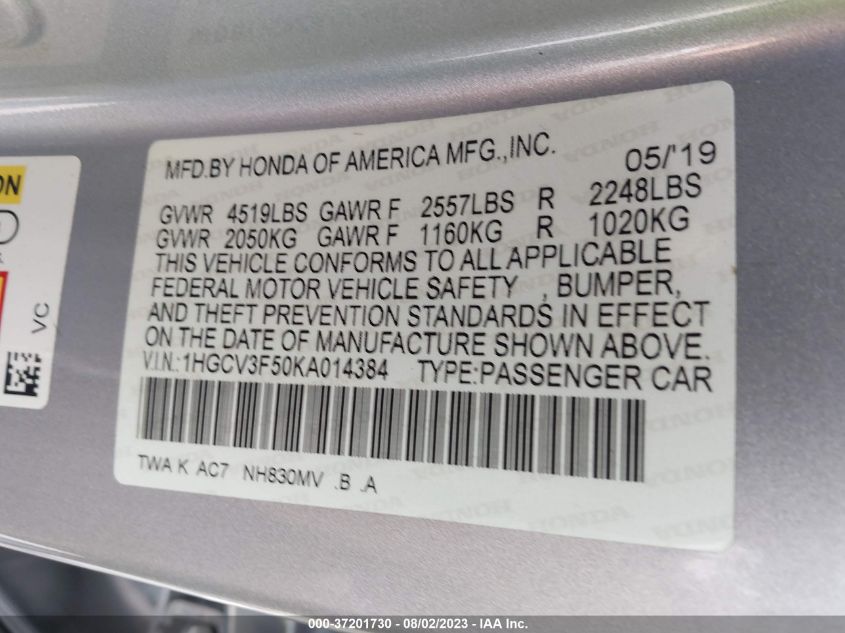 MFD.BY HONDA OF AMERICA MFG.,INC. 05/'19
GVWR 4519LBS GAWR F 2557LBS R 2248LBS
GVWR 2050KG GAWR F 1160KG R 1020KG
THIS VEHICLE CONFORMS TO ALL APPLICABLE
FEDERAL MOTOR VEHICLE SAFETY , BUMPER,
AND THEFT PREVENTION STANDARDS IN EFFECT
ON THE DATE OF MANUFACTURE SHOWN ABOVE.
V.I.N.:1HGCV3F50KA014384 TYPE:PASSENGER CAR
TWA K AC7 NH830MV .B .A
ON
VC
000-37201730 - 08/02/2023 - IAA Inc.